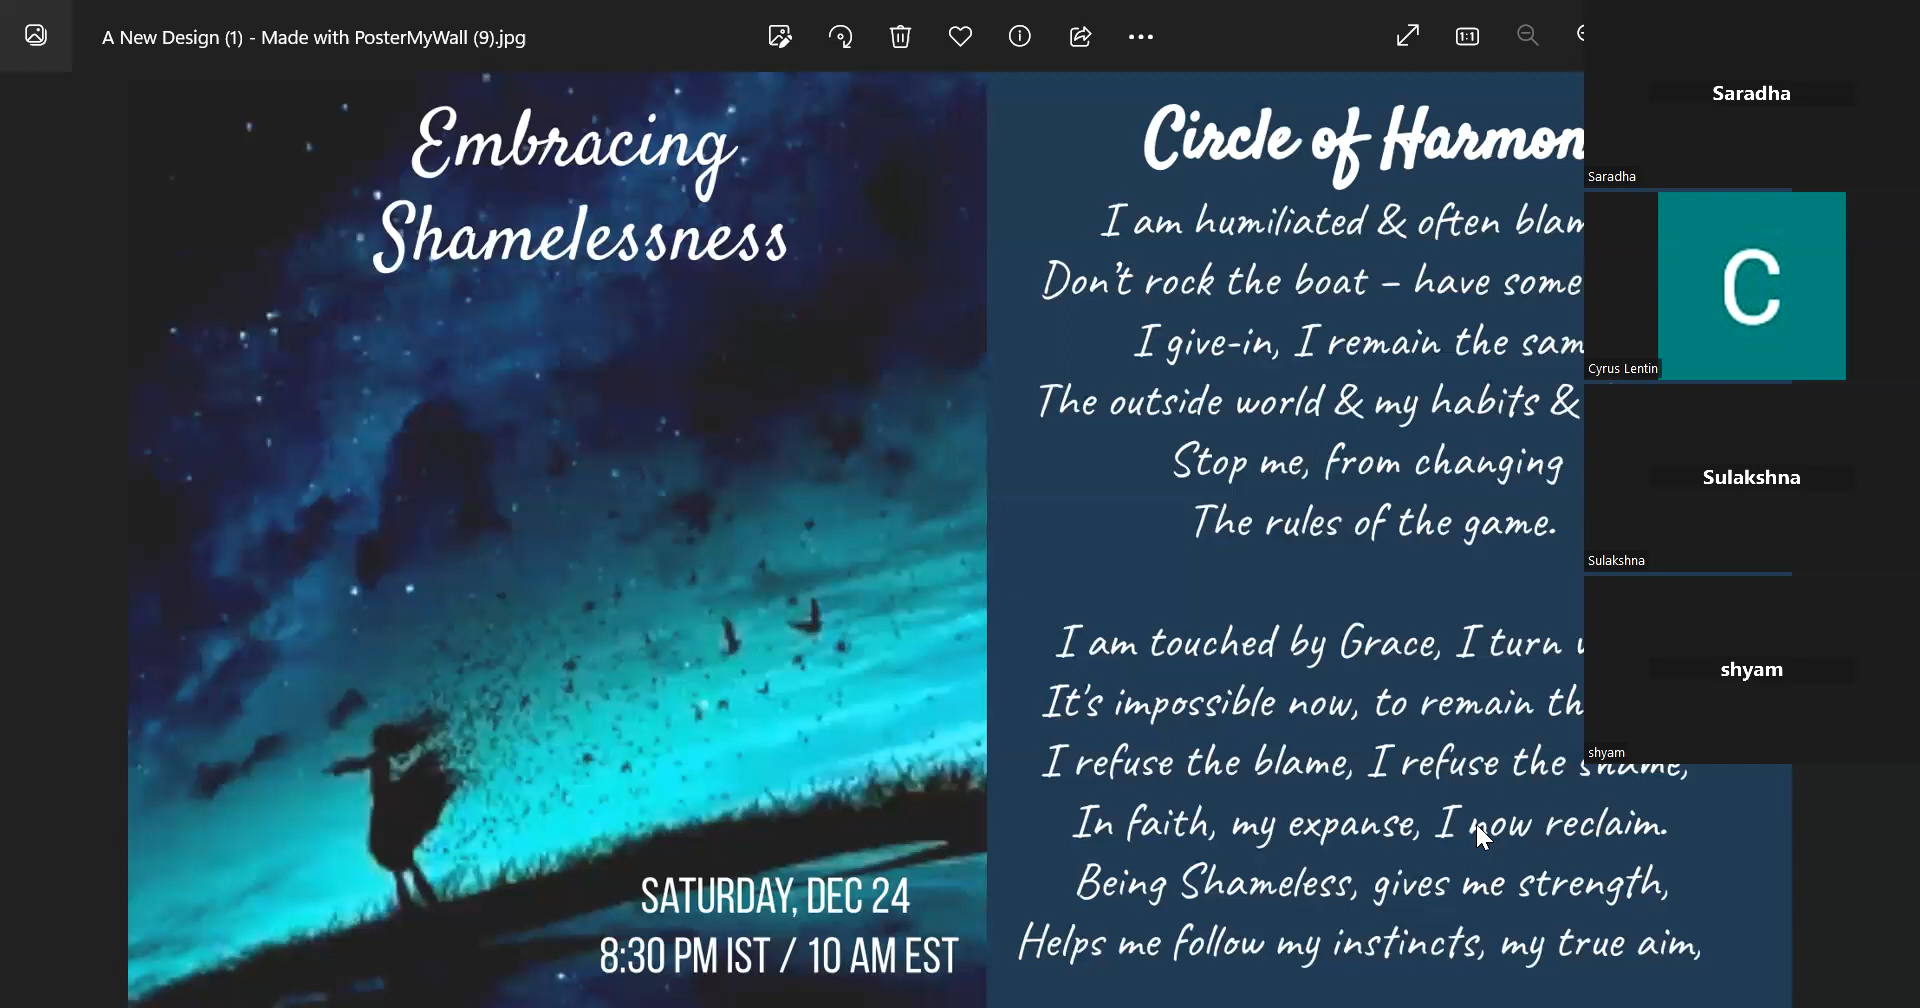 A New Design (1) - Made with PosterMyWall (9).jpg
1:1
Embracing
Shamelessness
SATURDAY, DEC 24
8:30 PM IST / 10 AM EST
Circle of Harmon
I am humiliated & often blam
Don't rock the boat – have some
I give-in, I remain the sam
The outside world & my habits &
Stop me, from changing
The rules of the game.
I am touched by Grace, I turn
It's impossible now, to remain th
I refuse the blame, I refuse the shame,
In faith, my expanse, I now reclaim.
Being Shameless, gives me strength,
Helps me follow my instincts, my true aim,
Saradha
Saradha
C
Cyrus Lentin
Sulakshna
Sulakshna
shyam
shyam